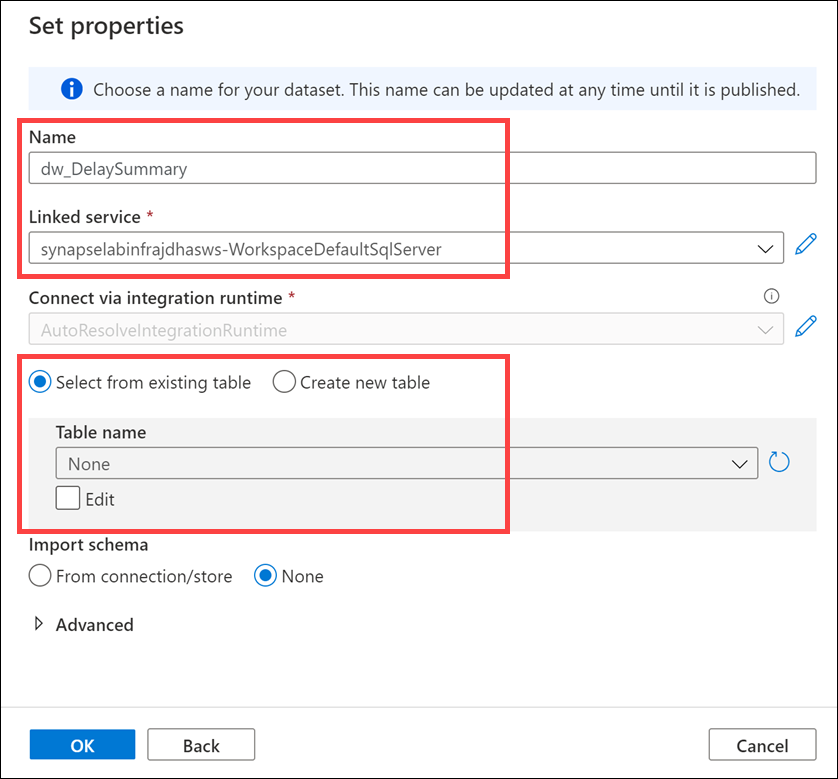 Set properties
Choose a name for your dataset. This name can be updated at any time until it is published.
Name
dw_DelaySummary
Linked service *
synapselabinfrajdhasws-WorkspaceDefaultSqlServer
Connect via integration runtime *
AutoResolveIntegrationRuntime
Select from existing table Create new table
Table name
None
Edit
Import schema
From connection/store None
Advanced
OK Back Cancel